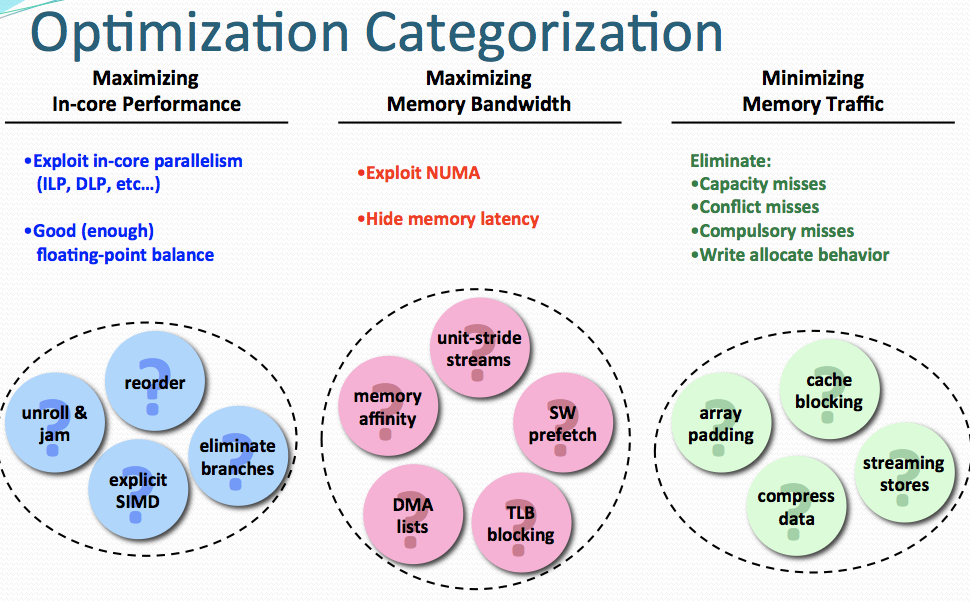 Optimization Categorization
Maximizing
In-core Performance
•Exploit in-core parallelism
(ILP, DLP, etc…)
•Good (enough)
floating-point balance
Maximizing
Memory Bandwidth
•Exploit NUMA
•Hide memory latency
Minimizing
Memory Traffic
Eliminate:
•Capacity misses
•Conflict misses
•Compulsory misses
•Write allocate behavior
?
reorder
?
unroll &
jam
?
eliminate
branches
?
explicit
SIMD
?
unit-stride
streams
?
memory
affinity
?
SW
prefetch
?
DMA
lists
?
TLB
blocking
?
cache
blocking
?
array
padding
?
streaming
stores
?
compress
data